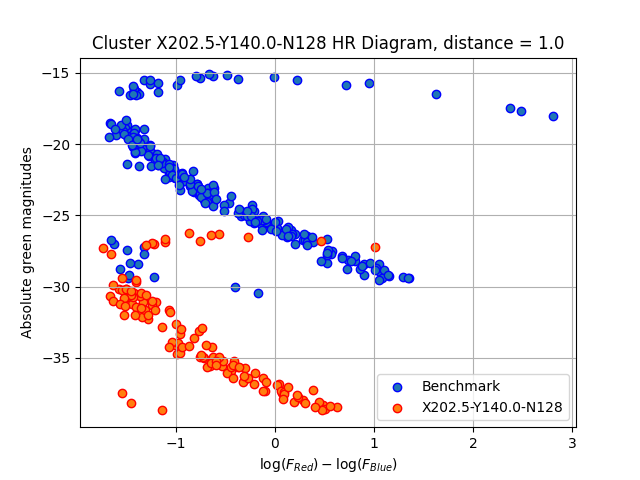 Cluster X202.5-Y140.0-N128 HR Diagram, distance = 1.0
Absolute green magnitudes
−15
−20
−25
−30
−35
Benchmark
X202.5-Y140.0-N128
−1 0 1 2 3
log(F_Red) − log(F_Blue)